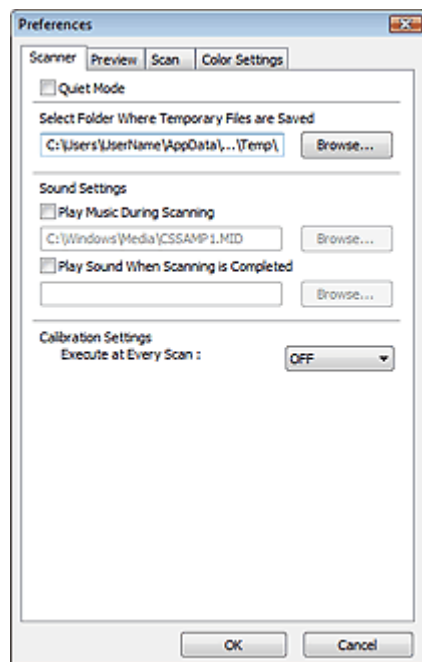 Preferences
Scanner Preview Scan Color Settings
Quiet Mode
Select Folder Where Temporary Files are Saved
C:\Users\UserName\AppData\...\Temp\ Browse...
Sound Settings
Play Music During Scanning
C:\Windows\Media\CSSAMP1.MID Browse...
Play Sound When Scanning is Completed
Browse...
Calibration Settings
Execute at Every Scan : OFF
OK Cancel